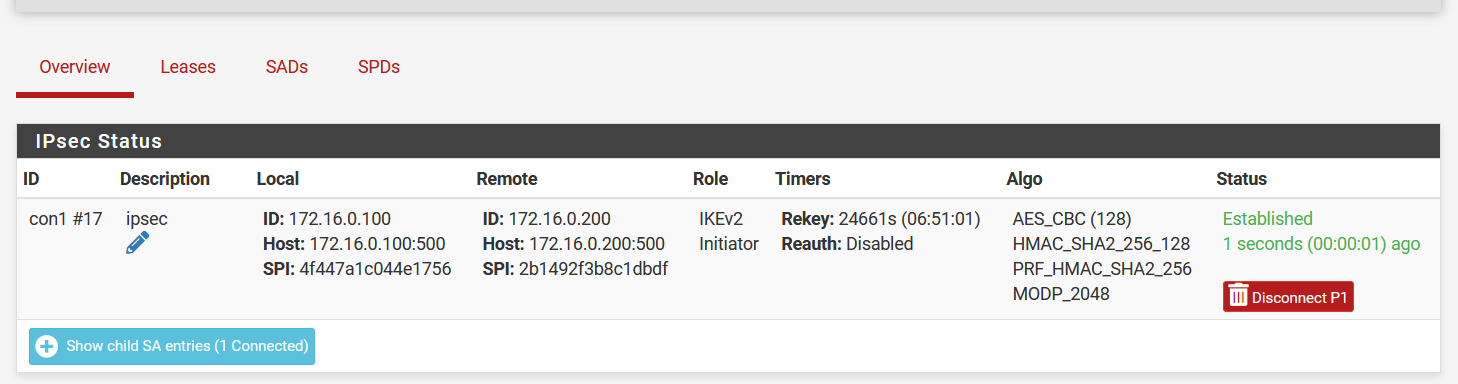 Overview Leases SADs SPDs
IPsec Status
ID Description Local Remote Role Timers Algo Status
con1 #17 ipsec ID: 172.16.0.100 ID: 172.16.0.200 IKEv2 Rekey: 24661s (06:51:01) AES_CBC (128) Established
Host: 172.16.0.100:500 Host: 172.16.0.200:500 Initiator Reauth: Disabled HMAC_SHA2_256_128 1 seconds (00:00:01) ago
SPI: 4f447a1c044e1756 SPI: 2b1492f3b8c1dbdf PRF_HMAC_SHA2_256
MODP_2048 Disconnect P1
Show child SA entries (1 Connected)